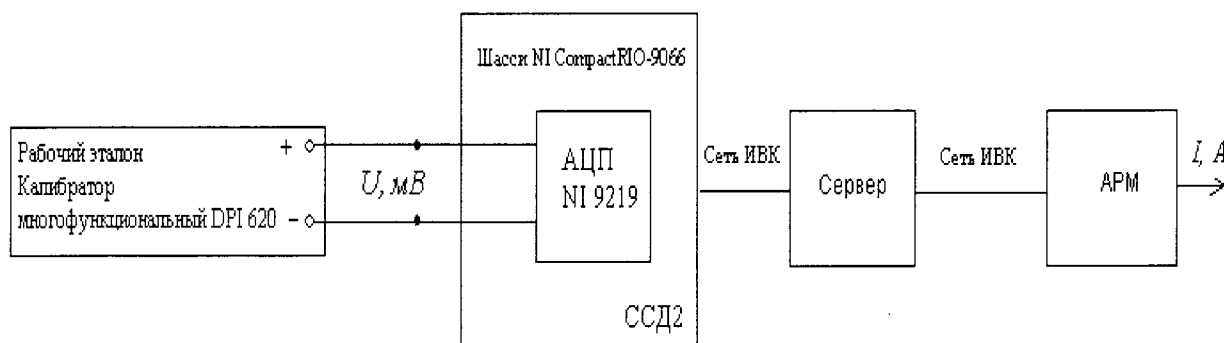 Шасси NI CompactRIO-9066
Рабочий эталон
Калибратор
многофункциональный DPI 620
+
−
U, мВ
АЦП
NI 9219
ССД2
Сеть ИВК
Сервер
Сеть ИВК
АРМ
I, А